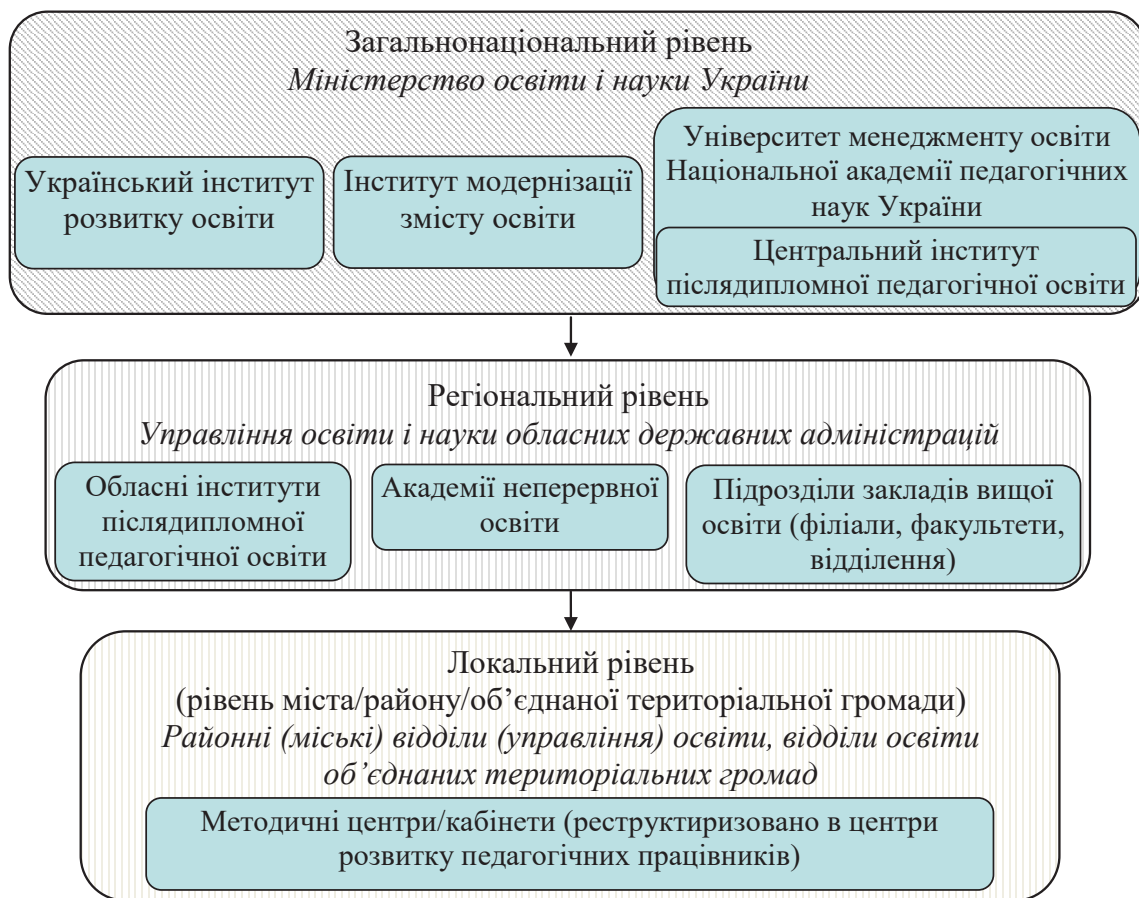 Загальнонаціональний рівень
Міністерство освіти і науки України
Український інститут
розвитку освіти
Інститут модернізації
змісту освіти
Університет менеджменту освіти
Національної академії педагогічних
наук України
Центральний інститут
післядипломної педагогічної освіти
Регіональний рівень
Управління освіти і науки обласних державних адміністрацій
Обласні інститути
післядипломної
педагогічної освіти
Академії неперервної
освіти
Підрозділи закладів вищої
освіти (філіали, факультети,
відділення)
Локальний рівень
(рівень міста/району/об’єднаної територіальної громади)
Районні (міські) відділи (управління) освіти, відділи освіти
об’єднаних територіальних громад
Методичні центри/кабінети (реструктиризовано в центри
розвитку педагогічних працівників)